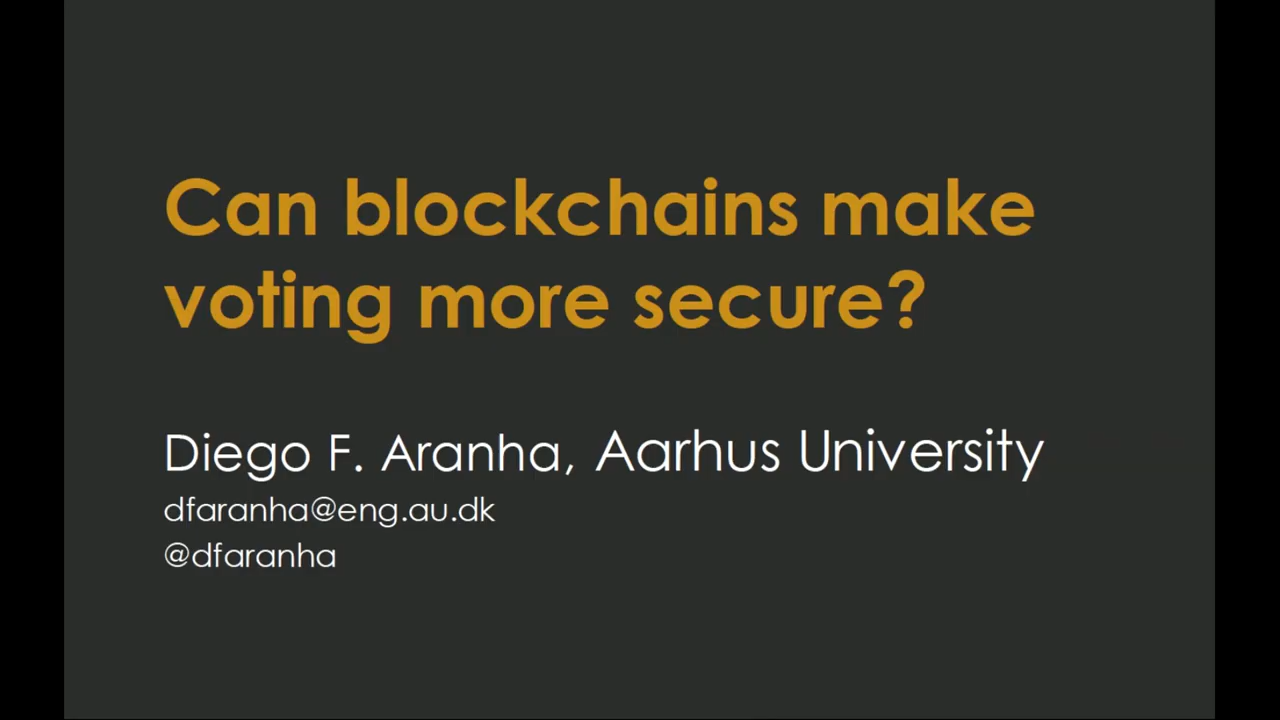 Can blockchains make
voting more secure?
Diego F. Aranha, Aarhus University
dfaranha@eng.au.dk
@dfaranha